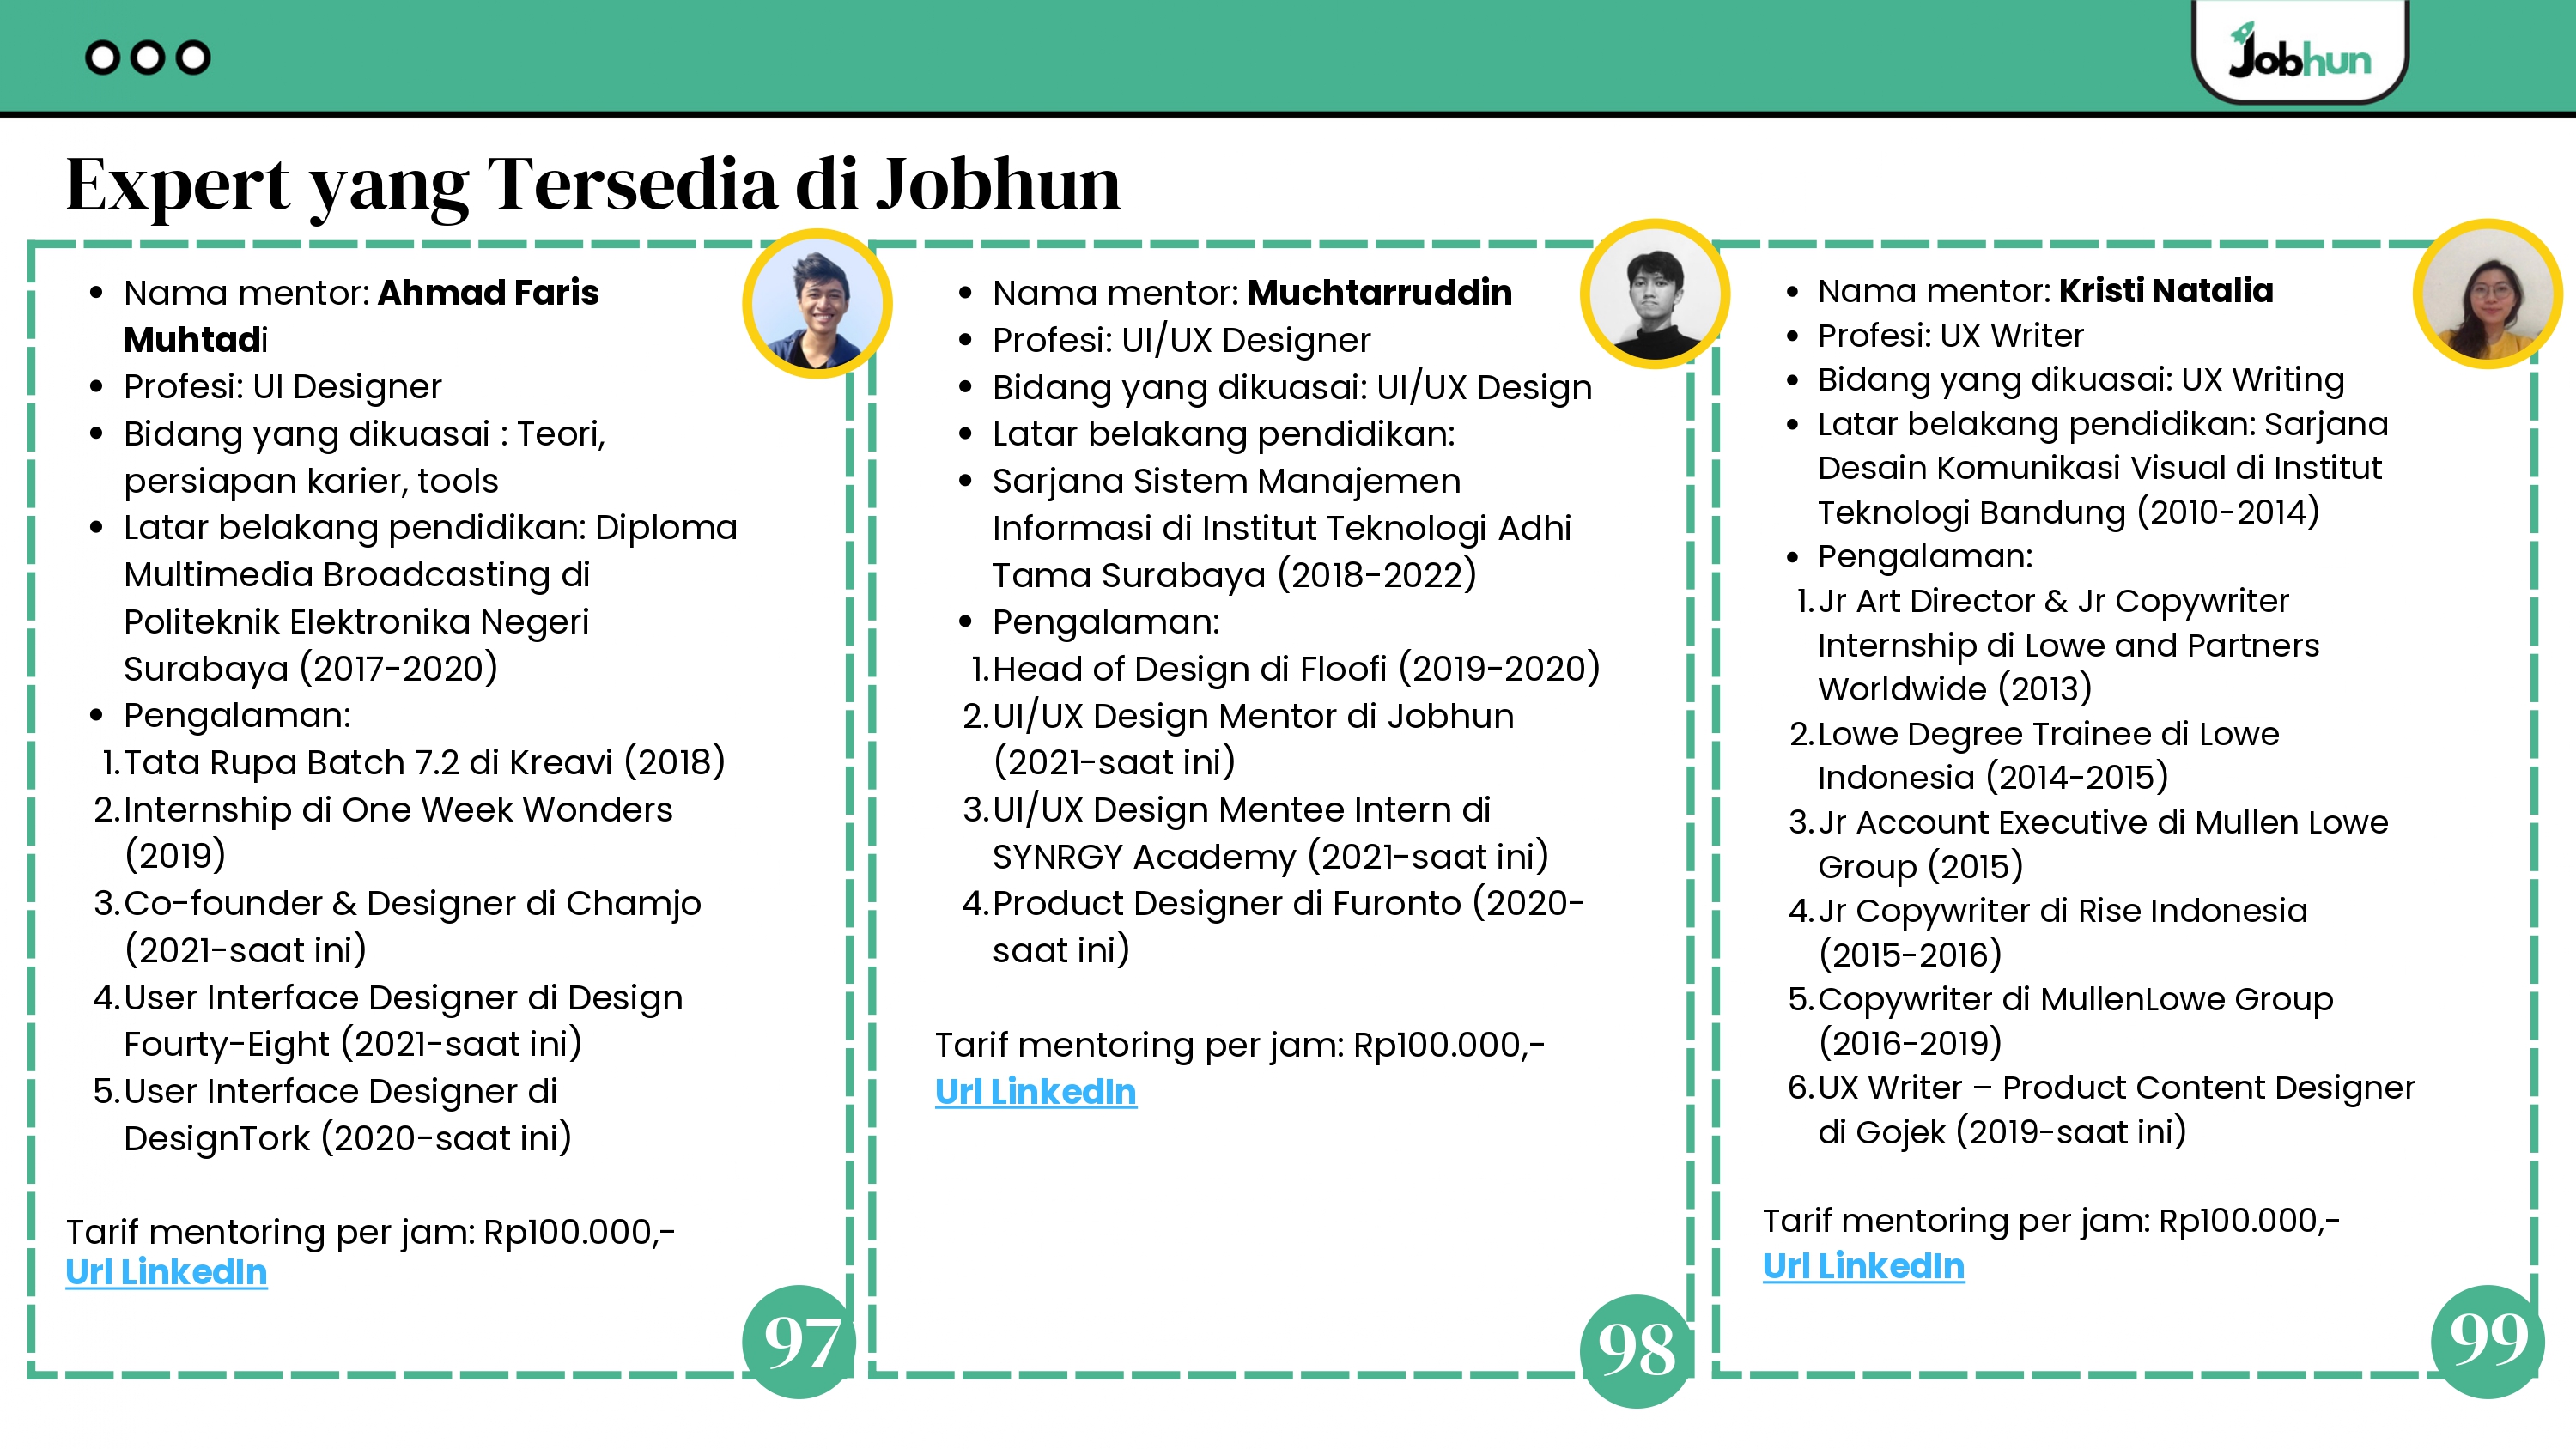 Jobhun
Expert yang Tersedia di Jobhun
• Nama mentor: Ahmad Faris
Muhtadi
• Profesi: UI Designer
• Bidang yang dikuasai : Teori,
persiapan karier, tools
• Latar belakang pendidikan: Diploma
Multimedia Broadcasting di
Politeknik Elektronika Negeri
Surabaya (2017-2020)
• Pengalaman:
1. Tata Rupa Batch 7.2 di Kreavi (2018)
2. Internship di One Week Wonders
(2019)
3. Co-founder & Designer di Chamjo
(2021-saat ini)
4. User Interface Designer di Design
Fourty-Eight (2021-saat ini)
5. User Interface Designer di
DesignTork (2020-saat ini)
Tarif mentoring per jam: Rp100.000,-
Url LinkedIn
97
• Nama mentor: Muchtarruddin
• Profesi: UI/UX Designer
• Bidang yang dikuasai: UI/UX Design
• Latar belakang pendidikan:
• Sarjana Sistem Manajemen
Informasi di Institut Teknologi Adhi
Tama Surabaya (2018-2022)
• Pengalaman:
1. Head of Design di Floofi (2019-2020)
2. UI/UX Design Mentor di Jobhun
(2021-saat ini)
3. UI/UX Design Mentee Intern di
SYNRGY Academy (2021-saat ini)
4. Product Designer di Furonto (2020-
saat ini)
Tarif mentoring per jam: Rp100.000,-
Url LinkedIn
98
• Nama mentor: Kristi Natalia
• Profesi: UX Writer
• Bidang yang dikuasai: UX Writing
• Latar belakang pendidikan: Sarjana
Desain Komunikasi Visual di Institut
Teknologi Bandung (2010-2014)
• Pengalaman:
1. Jr Art Director & Jr Copywriter
Internship di Lowe and Partners
Worldwide (2013)
2. Lowe Degree Trainee di Lowe
Indonesia (2014-2015)
3. Jr Account Executive di Mullen Lowe
Group (2015)
4. Jr Copywriter di Rise Indonesia
(2015-2016)
5. Copywriter di MullenLowe Group
(2016-2019)
6. UX Writer – Product Content Designer
di Gojek (2019-saat ini)
Tarif mentoring per jam: Rp100.000,-
Url LinkedIn
99